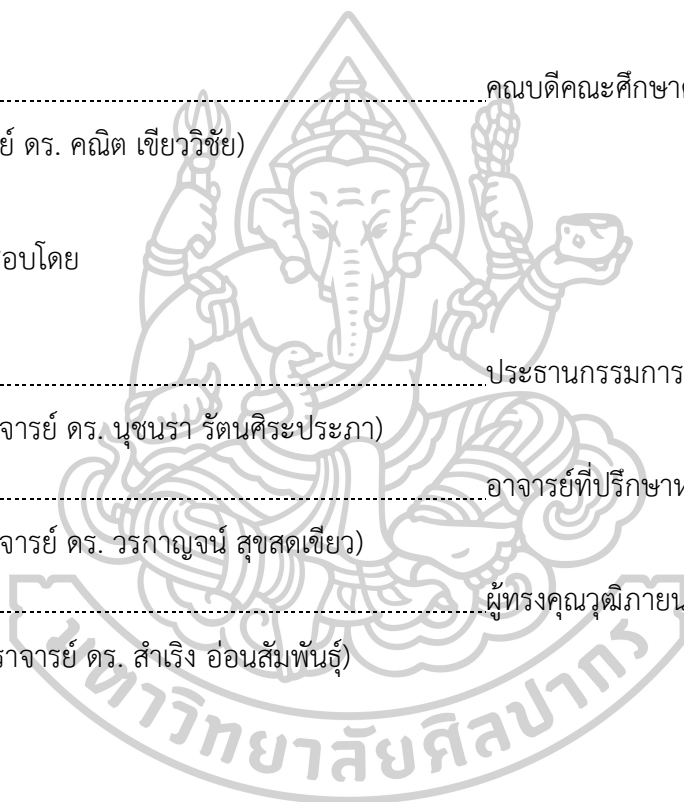 คณบดีคณะศึกษา
ย์ ดร. คณิต เขียววิชัย)
อบโดย
ประธานกรรมการ
จารย์ ดร. นุชนรา รัตนศิระประภา)
อาจารย์ที่ปรึกษา
จารย์ ดร. วรกาญจน์ สุขสดเขียว)
ผู้ทรงคุณวุฒิภาย
ราจารย์ ดร. สำเริง อ่อนสัมพันธุ์)
มหาวิทยาลัยศิลปากร